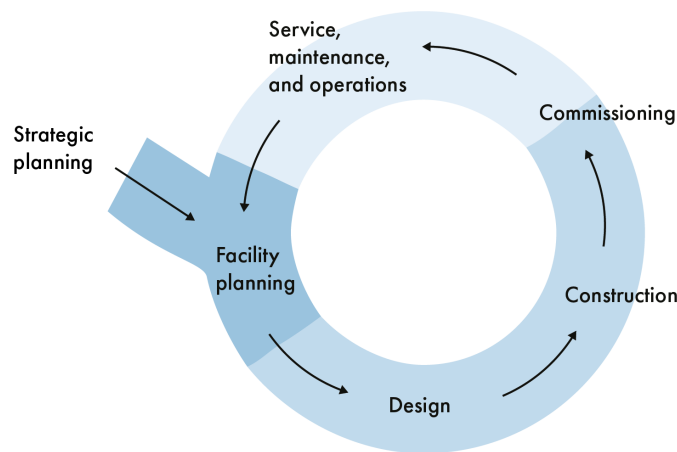 Service,
maintenance,
and operations
Commissioning
Strategic
planning
Facility
planning
Construction
Design